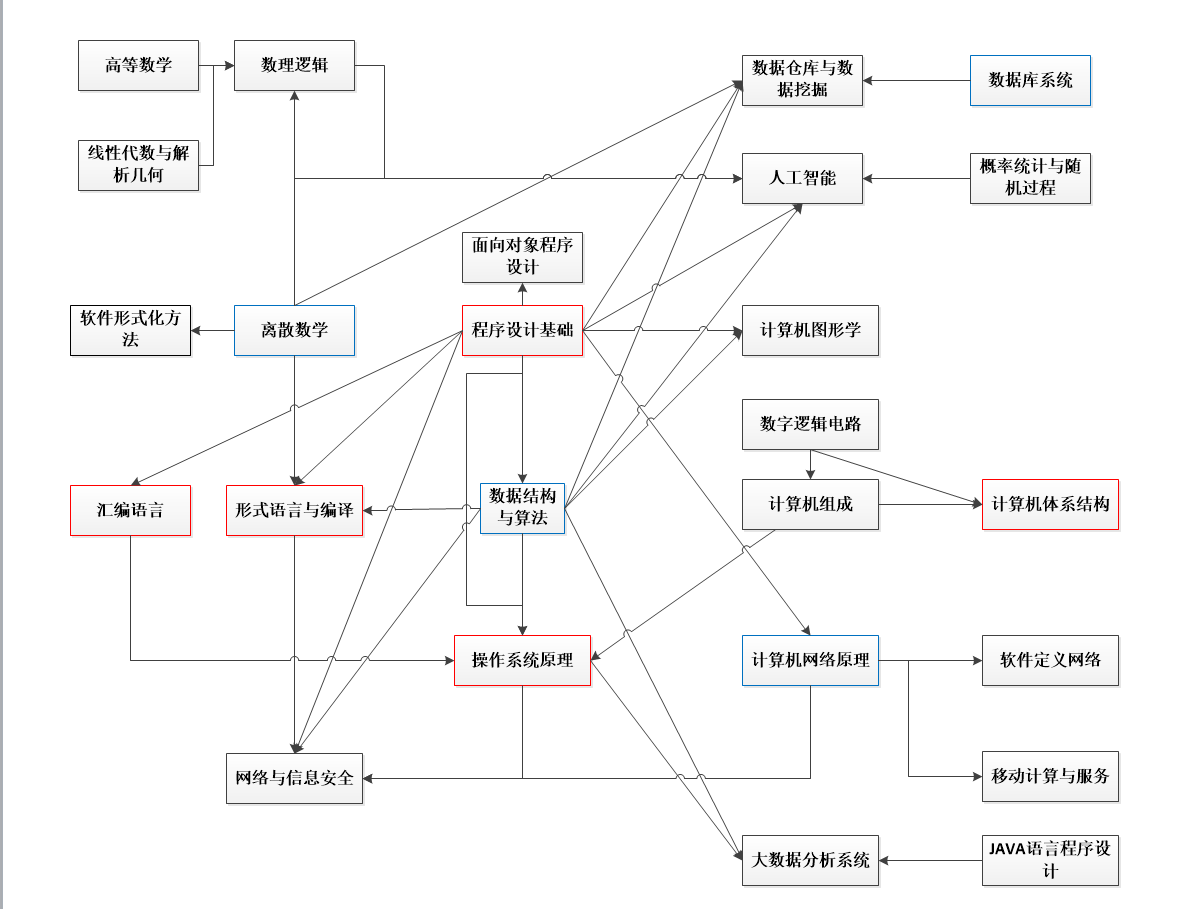 高等数学
数理逻辑
数据仓库与数
据挖掘
数据库系统
线性代数与解
析几何
人工智能
概率统计与随
机过程
面向对象程序
设计
软件形式化方
法
离散数学
程序设计基础
计算机图形学
数字逻辑电路
汇编语言
形式语言与编译
数据结构
与算法
计算机组成
计算机体系结构
操作系统原理
计算机网络原理
软件定义网络
网络与信息安全
移动计算与服务
大数据分析系统
JAVA语言程序设
计